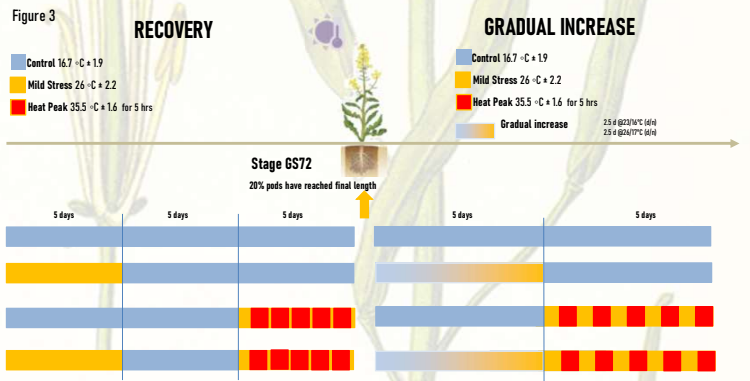 Figure 3
RECOVERY
Control 16.7 ◦C ± 1.9
Mild Stress 26 ◦C ± 2.2
Heat Peak 35.5 ◦C ± 1.6 for 5 hrs
GRADUAL INCREASE
Control 16.7 ◦C ± 1.9
Mild Stress 26 ◦C ± 2.2
Heat Peak 35.5 ◦C ± 1.6 for 5 hrs
Gradual increase
2.5 d @23/16°C (d/n)
2.5 d @26/17°C (d/n)
Stage GS72
20% pods have reached final length
5 days
5 days
5 days
5 days
5 days